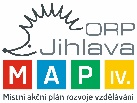 ORP
Jihlava
MAP IV.
Místní akční plán rozvoje vzdělávání